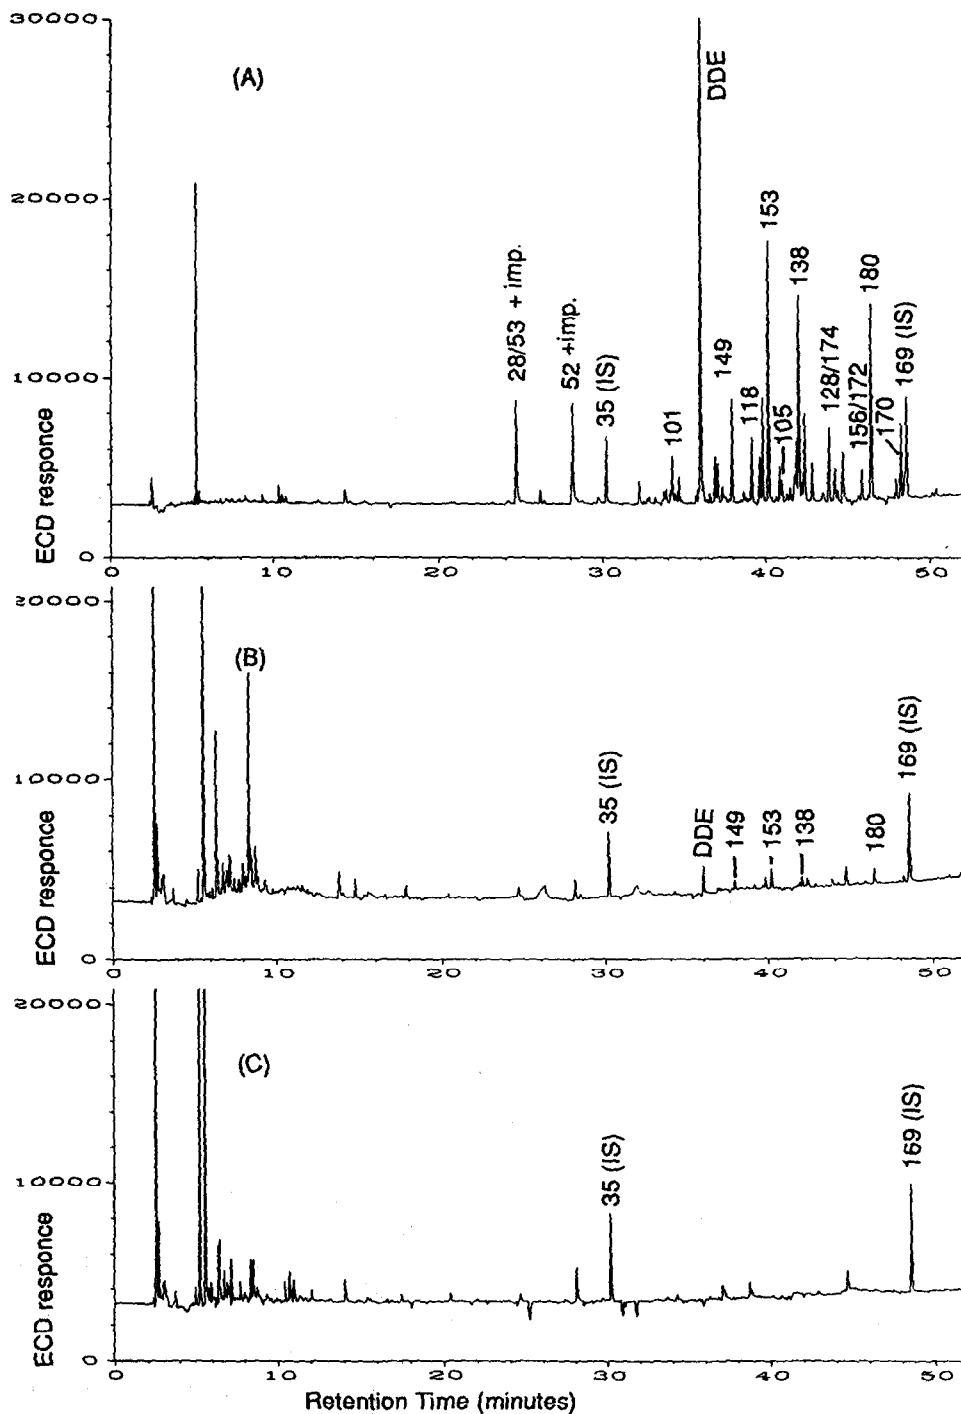 30000
(A)
DDE
20000
153
138
180
28/53 + imp.
52 +imp.
35 (IS)
101
149
118
105
128/174
156/172
170
169 (IS)
10000
ECD responce
0
0 10 20 30 40 50
20000
(B)
169 (IS)
35 (IS)
10000
DDE
149
153
138
180
ECD responce
0
0 10 20 30 40 50
20000
(C)
169 (IS)
35 (IS)
10000
ECD responce
0
0 10 20 30 40 50
Retention Time (minutes)